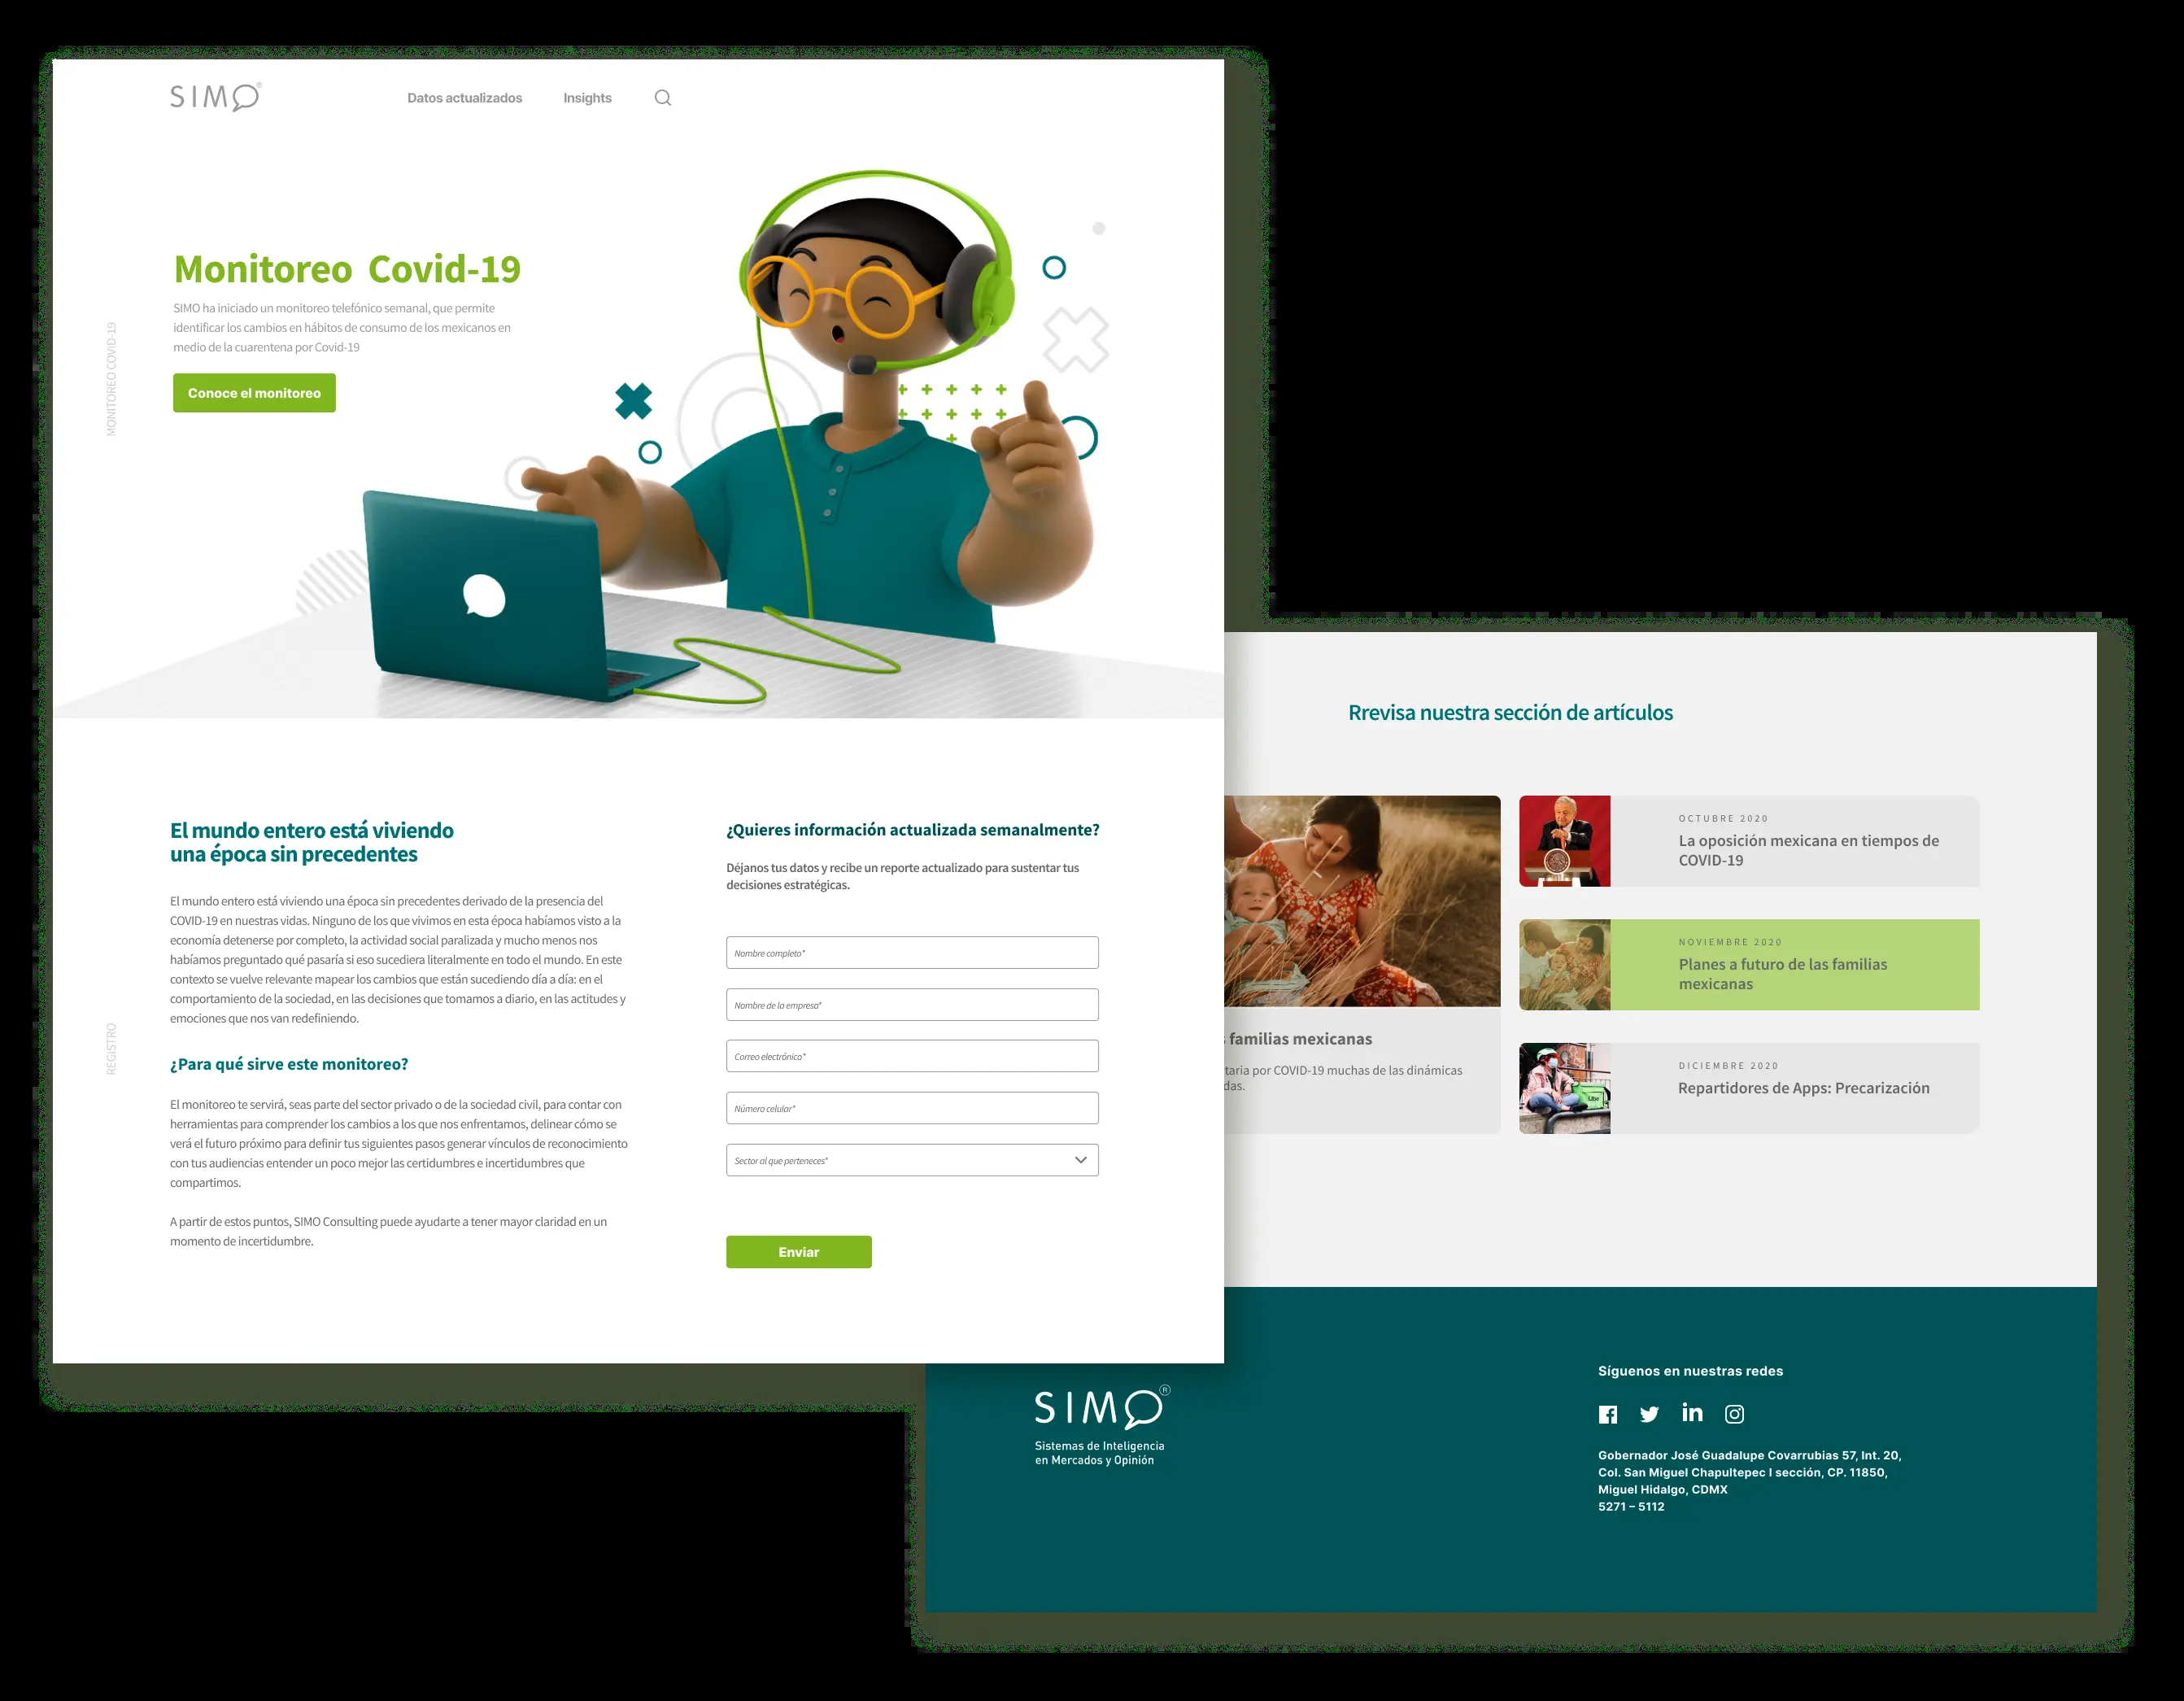 SIMO®
Datos actualizados
Insights
MONITOREO COVID-19
Monitoreo Covid-19
SIMO ha iniciado un monitoreo telefónico semanal, que permite
identificar los cambios en hábitos de consumo de los mexicanos en
medio de la cuarentena por Covid-19
Conoce el monitoreo
REGISTRO
El mundo entero está viviendo
una época sin precedentes
El mundo entero está viviendo una época sin precedentes derivado de la presencia del
COVID-19 en nuestras vidas. Ninguno de los que vivimos en esta época habíamos visto a la
economía detenerse por completo, la actividad social paralizada y mucho menos nos
habíamos preguntado qué pasaría si eso sucediera literalmente en todo el mundo. En este
contexto se vuelve relevante mapear los cambios que están sucediendo día a día: en el
comportamiento de la sociedad, en las decisiones que tomamos a diario, en las actitudes y
emociones que nos van redefiniendo.
¿Para qué sirve este monitoreo?
El monitoreo te servirá, seas parte del sector privado o de la sociedad civil, para contar con
herramientas para comprender los cambios a los que nos enfrentamos, delinear cómo se
verá el futuro próximo para definir tus siguientes pasos generar vínculos de reconocimiento
con tus audiencias entender un poco mejor las certidumbres e incertidumbres que
compartimos.
A partir de estos puntos, SIMO Consulting puede ayudarte a tener mayor claridad en un
momento de incertidumbre.
¿Quieres información actualizada semanalmente?
Déjanos tus datos y recibe un reporte actualizado para sustentar tus
decisiones estratégicas.
Nombre completo*
Nombre de la empresa*
Correo electrónico*
Número celular*
Sector al que perteneces*
Enviar
Rrevisa nuestra sección de artículos
familias mexicanas
taria por COVID-19 muchas de las dinámicas
das.
OCTUBRE 2020
La oposición mexicana en tiempos de
COVID-19
NOVIEMBRE 2020
Planes a futuro de las familias
mexicanas
DICIEMBRE 2020
Repartidores de Apps: Precarización
SIMO®
Sistemas de Inteligencia
en Mercados y Opinión
Síguenos en nuestras redes
Gobernador José Guadalupe Covarrubias 57, Int. 20,
Col. San Miguel Chapultepec I sección, CP. 11850,
Miguel Hidalgo, CDMX
5271 – 5112